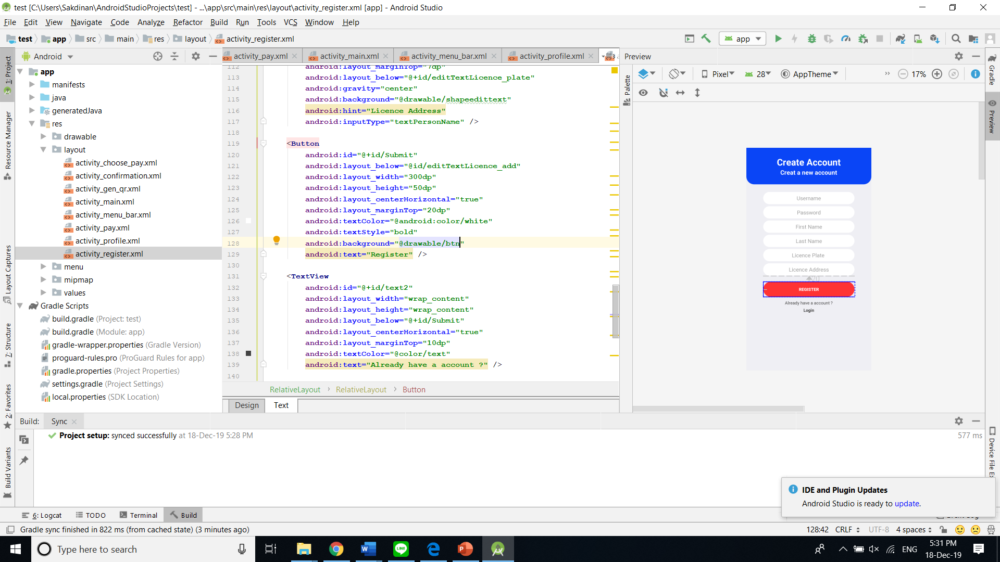 test [C:\Users\Sakdinan\AndroidStudioProjects\test] - ...\app\src\main\res\layout\activity_register.xml [app] - Android Studio
File Edit View Navigate Code Analyze Refactor Build Run Tools VCS Window Help
test app src main res layout activity_register.xml
app
1: Project
Resource Manager
Layout Captures
7: Structure
2: Favorites
Build Variants
Android
app
manifests
java
generatedJava
res
drawable
layout
activity_choose_pay.xml
activity_confirmation.xml
activity_gen_qr.xml
activity_main.xml
activity_menu_bar.xml
activity_pay.xml
activity_profile.xml
activity_register.xml
menu
mipmap
values
Gradle Scripts
build.gradle (Project: test)
build.gradle (Module: app)
gradle-wrapper.properties (Gradle Version)
proguard-rules.pro (ProGuard Rules for app)
gradle.properties (Project Properties)
settings.gradle (Project Settings)
local.properties (SDK Location)
activity_pay.xml activity_main.xml activity_menu_bar.xml activity_profile.xml
112 android:layout_marginTop="7dp"
113 android:layout_below="@+id/editTextLicence_plate"
114 android:gravity="center"
115 android:background="@drawable/shapeedittext"
116 android:hint="Licence Address"
117 android:inputType="textPersonName" />
118
119 <Button
120 android:id="@+id/Submit"
121 android:layout_below="@id/editTextLicence_add"
122 android:layout_width="300dp"
123 android:layout_height="50dp"
124 android:layout_centerHorizontal="true"
125 android:layout_marginTop="20dp"
126 android:textColor="@android:color/white"
127 android:textStyle="bold"
128 android:background="@drawable/btn"
129 android:text="Register" />
130
131 <TextView
132 android:id="@+id/text2"
133 android:layout_width="wrap_content"
134 android:layout_height="wrap_content"
135 android:layout_below="@+id/Submit"
136 android:layout_centerHorizontal="true"
137 android:layout_marginTop="10dp"
138 android:textColor="@color/text"
139 android:text="Already have a account ?" />
140
RelativeLayout › RelativeLayout › Button
Design Text
Preview
Palette
Pixel 28 AppTheme 17%
Create Account
Creat a new account
Username
Password
First Name
Last Name
Licence Plate
Licence Address
20
REGISTER
Already have a account ?
Login
Gradle
Preview
Device File Ex
Build: Sync
Project setup: synced successfully at 18-Dec-19 5:28 PM
577 ms
IDE and Plugin Updates
Android Studio is ready to update.
6: Logcat TODO Terminal Build
Gradle sync finished in 822 ms (from cached state) (3 minutes ago)
128:42 CRLF UTF-8 4 spaces
Type here to search
ENG
5:31 PM
18-Dec-19